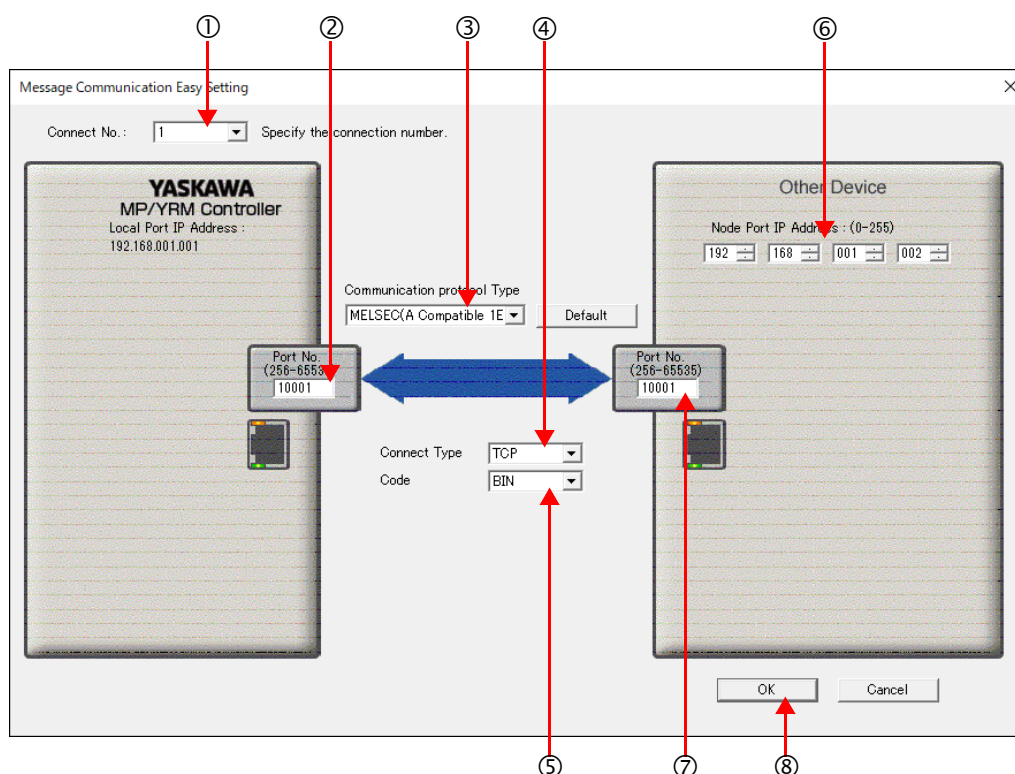 ① ② ③ ④ ⑥
Message Communication Easy Setting
Connect No. : 1 Specify the connection number.
YASKAWA
MP/YRM Controller
Local Port IP Address :
192.168.001.001
Other Device
Node Port IP Address : (0-255)
192 168 001 002
Communication protocol Type
MELSEC(A Compatible 1E Default
Port No.
(256-6553
10001
Port No.
(256-65535)
10001
Connect Type TCP
Code BIN
OK Cancel
⑤ ⑦ ⑧